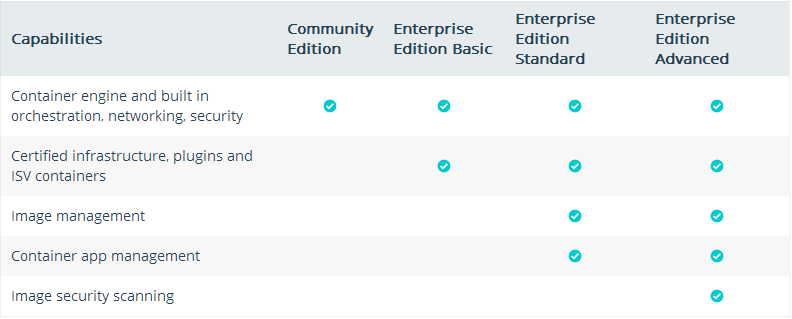 Capabilities
Community
Edition
Enterprise
Edition Basic
Enterprise
Edition
Standard
Enterprise
Edition
Advanced
Container engine and built in
orchestration, networking, security
Certified infrastructure, plugins and
ISV containers
Image management
Container app management
Image security scanning